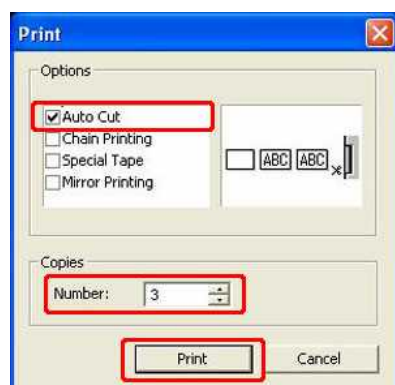 Print
Options
Auto Cut
Chain Printing
Special Tape
Mirror Printing
ABC ABC
Copies
Number: 3
Print Cancel